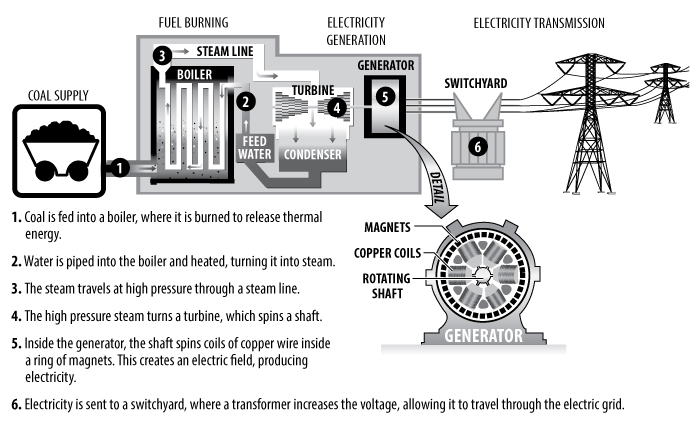 FUEL BURNING
ELECTRICITY
GENERATION
ELECTRICITY TRANSMISSION
3
STEAM LINE
GENERATOR
BOILER
SWITCHYARD
COAL SUPPLY
2
TURBINE
4
5
FEED
WATER
CONDENSER
6
1
DETAIL
MAGNETS
COPPER COILS
ROTATING
SHAFT
GENERATOR
1. Coal is fed into a boiler, where it is burned to release thermal
energy.
2. Water is piped into the boiler and heated, turning it into steam.
3. The steam travels at high pressure through a steam line.
4. The high pressure steam turns a turbine, which spins a shaft.
5. Inside the generator, the shaft spins coils of copper wire inside
a ring of magnets. This creates an electric field, producing
electricity.
6. Electricity is sent to a switchyard, where a transformer increases the voltage, allowing it to travel through the electric grid.